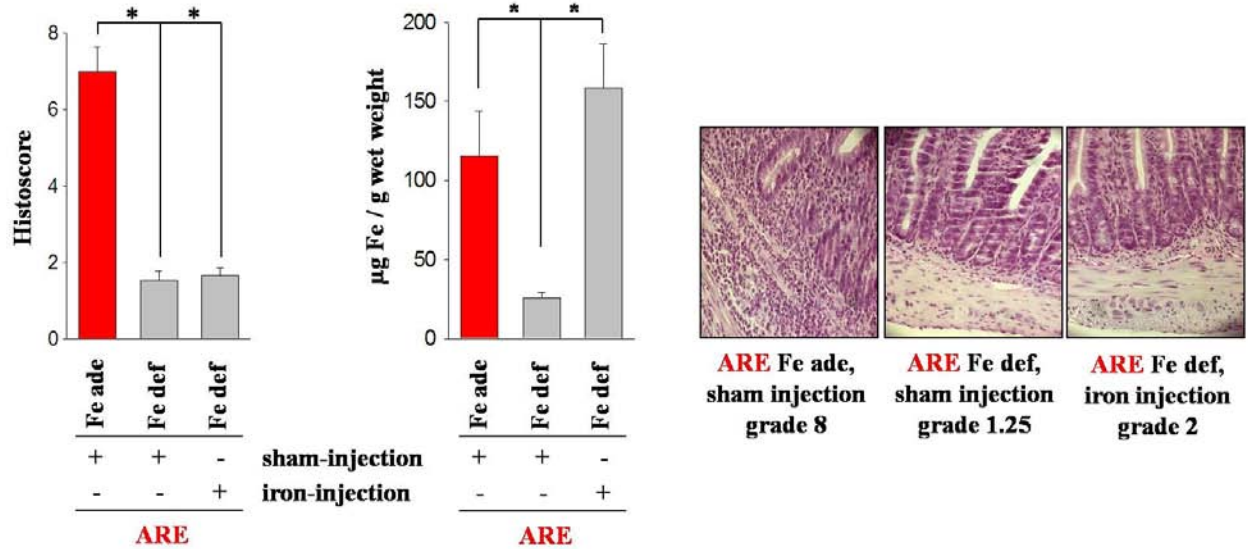 * *
8
6
4
2
0
Histoscore
Fe ade
Fe def
Fe def
* *
200
150
100
50
0
µg Fe / g wet weight
Fe ade
Fe def
Fe def
+ + - sham-injection + + -
- - + iron-injection - - +
ARE ARE
ARE Fe ade,
sham injection
grade 8
ARE Fe def,
sham injection
grade 1.25
ARE Fe def,
iron injection
grade 2